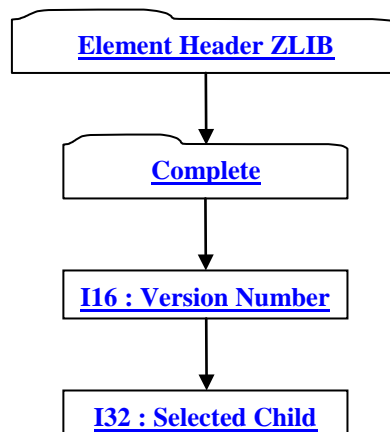 Element Header ZLIB
Complete
I16 : Version Number
I32 : Selected Child